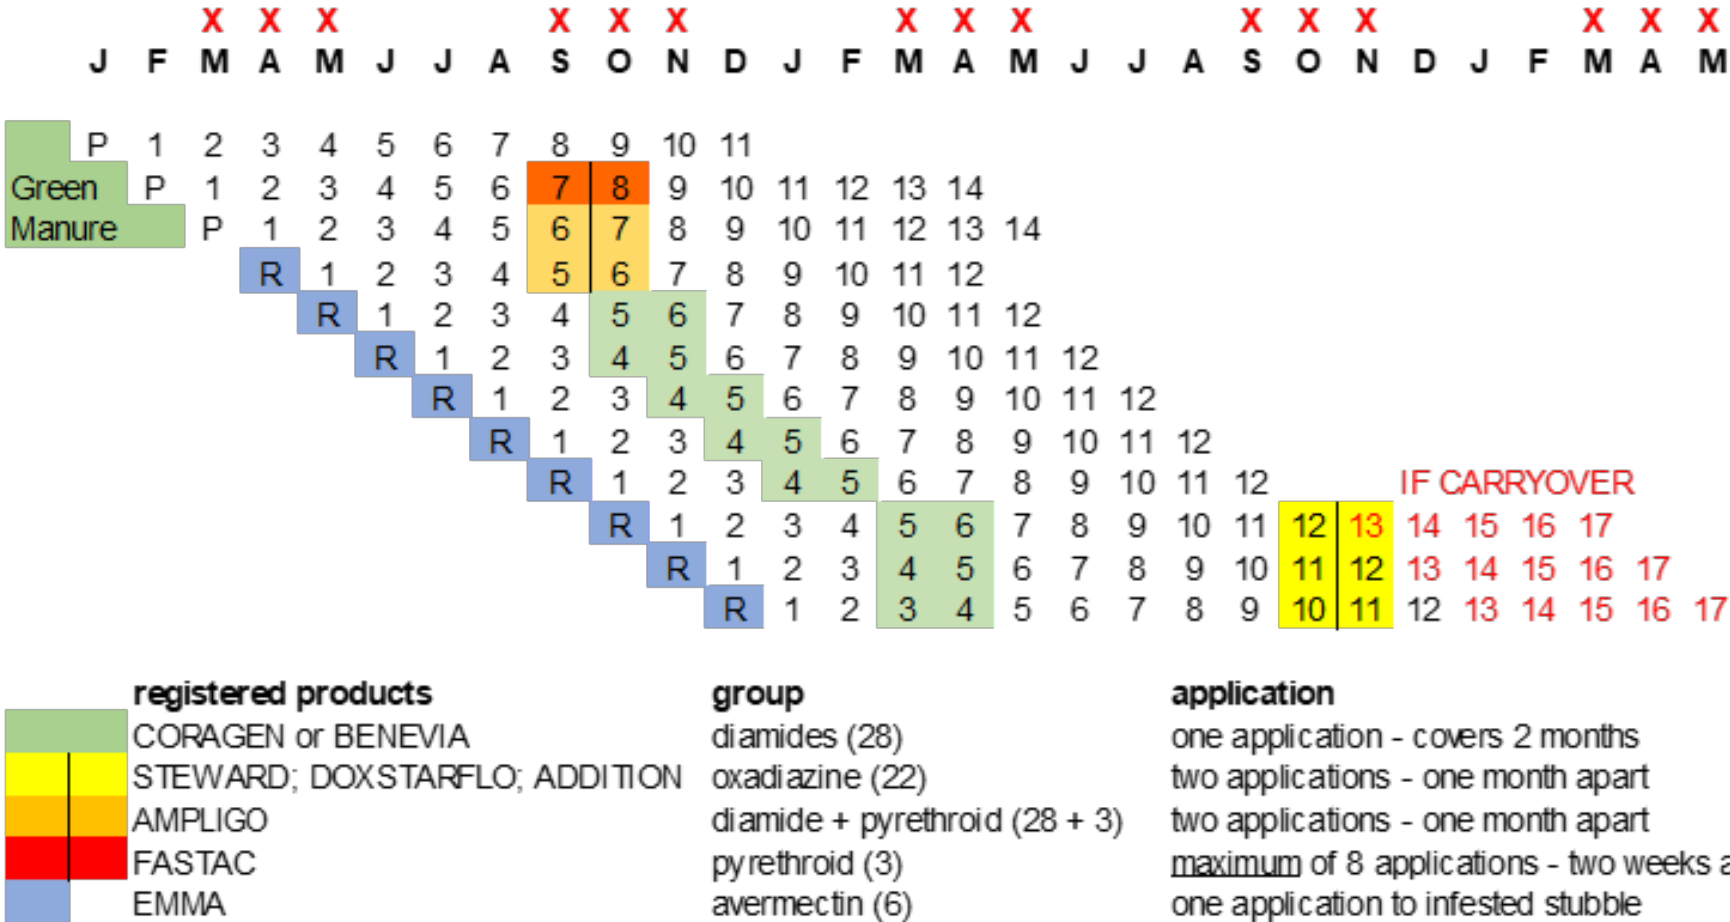 X X X X X X X X X X X X X X X
J F M A M J J A S O N D J F M A M J J A S O N D J F M A M
P 1 2 3 4 5 6 7 8 9 10 11
Green P 1 2 3 4 5 6 7 8 9 10 11 12 13 14
Manure P 1 2 3 4 5 6 7 8 9 10 11 12 13 14
R 1 2 3 4 5 6 7 8 9 10 11 12
R 1 2 3 4 5 6 7 8 9 10 11 12
R 1 2 3 4 5 6 7 8 9 10 11 12
R 1 2 3 4 5 6 7 8 9 10 11 12
R 1 2 3 4 5 6 7 8 9 10 11 12
R 1 2 3 4 5 6 7 8 9 10 11 12 IF CARRYOVER
R 1 2 3 4 5 6 7 8 9 10 11 12 13 14 15 16 17
R 1 2 3 4 5 6 7 8 9 10 11 12 13 14 15 16 17
R 1 2 3 4 5 6 7 8 9 10 11 12 13 14 15 16 17
registered products group application
CORAGEN or BENEVIA diamides (28) one application - covers 2 months
STEWARD; DOXSTARFLO; ADDITION oxadiazine (22) two applications - one month apart
AMPLIGO diamide + pyrethroid (28 + 3) two applications - one month apart
FASTAC pyrethroid (3) maximum of 8 applications - two weeks a
EMMA avermectin (6) one application to infested stubble